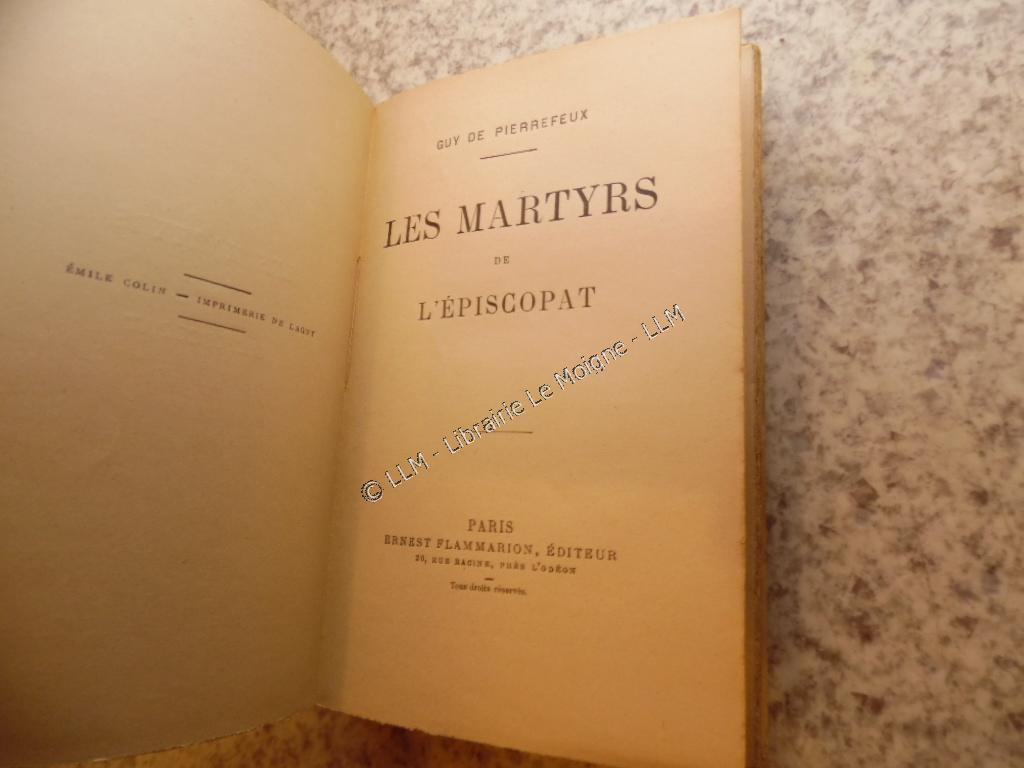 ÉMILE COLIN — IMPRIMERIE DE LAGNY
GUY DE PIERREFEUX
LES MARTYRS
DE
L'ÉPISCOPAT
© LLM - Librairie Le Moigne - LLM
PARIS
ERNEST FLAMMARION, ÉDITEUR
26, RUE RACINE, PRÈS L'ODÉON
Tous droits réservés.